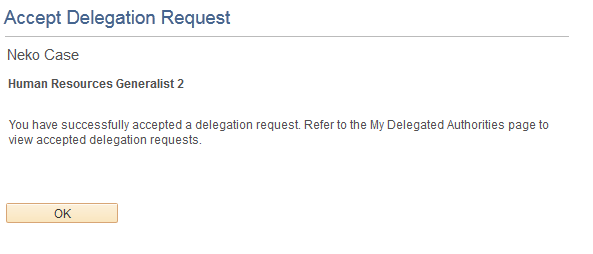 Accept Delegation Request
Neko Case
Human Resources Generalist 2
You have successfully accepted a delegation request. Refer to the My Delegated Authorities page to
view accepted delegation requests.
OK